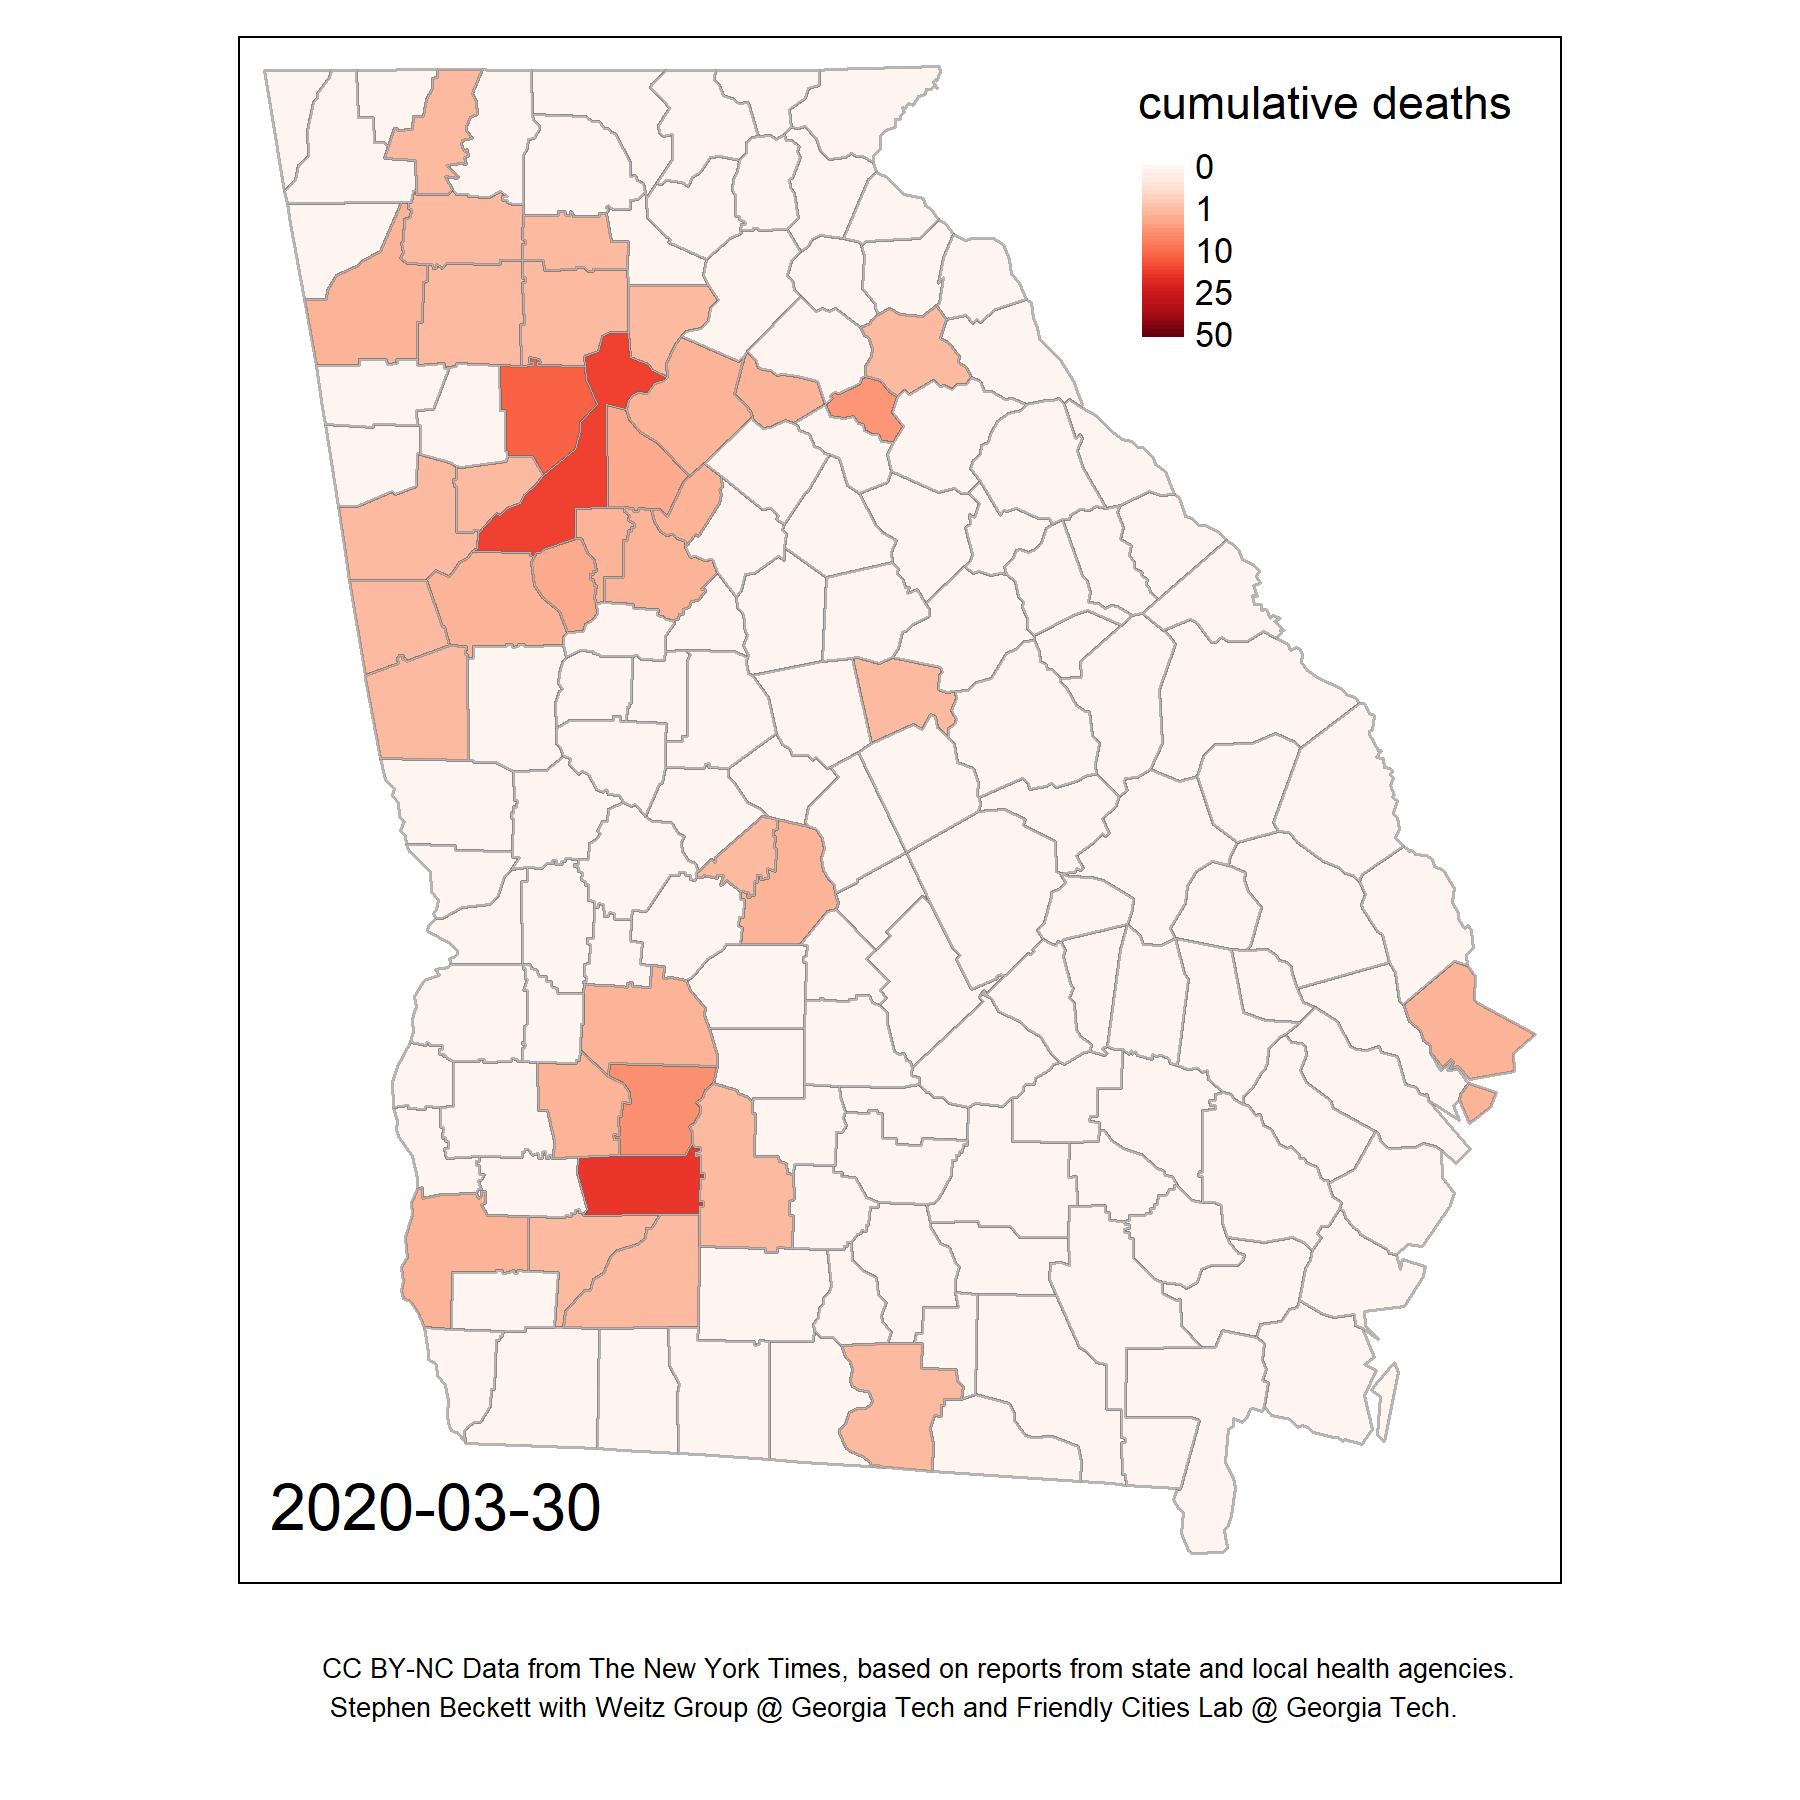 cumulative deaths
0
1
10
25
50
2020-03-30
CC BY-NC Data from The New York Times, based on reports from state and local health agencies.
Stephen Beckett with Weitz Group @ Georgia Tech and Friendly Cities Lab @ Georgia Tech.